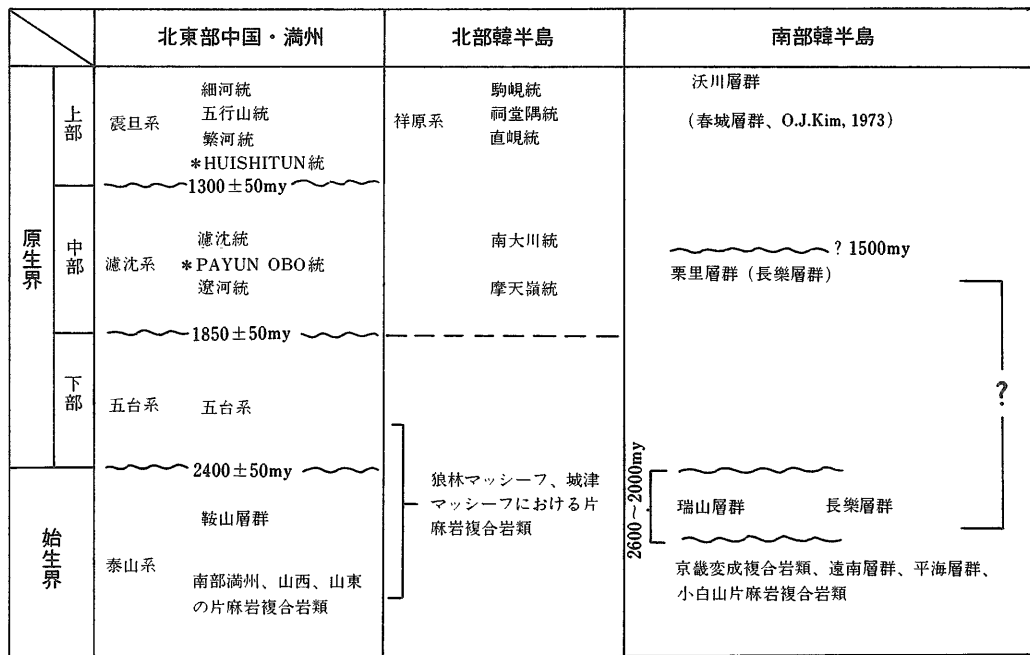 北東部中国・満州
北部韓半島
南部韓半島
原生界
上部
震旦系
細河統
五行山統
繁河統
*HUISHITUN統
祥原系
駒峴統
祠堂隅統
直峴統
沃川層群
(春城層群、O.J.Kim, 1973)
1300±50my
中部
濾沈系
濾沈統
*PAYUN OBO統
遼河統
南大川統
摩天嶺統
? 1500my
栗里層群(長樂層群)
1850±50my
下部
五台系
五台系
?
2400±50my
始生界
泰山系
鞍山層群
南部満州、山西、山東
の片麻岩複合岩類
狼林マッシーフ、城津
マッシーフにおける片
麻岩複合岩類
2600~2000my
瑞山層群
長樂層群
京畿変成複合岩類、遠南層群、平海層群、
小白山片麻岩複合岩類